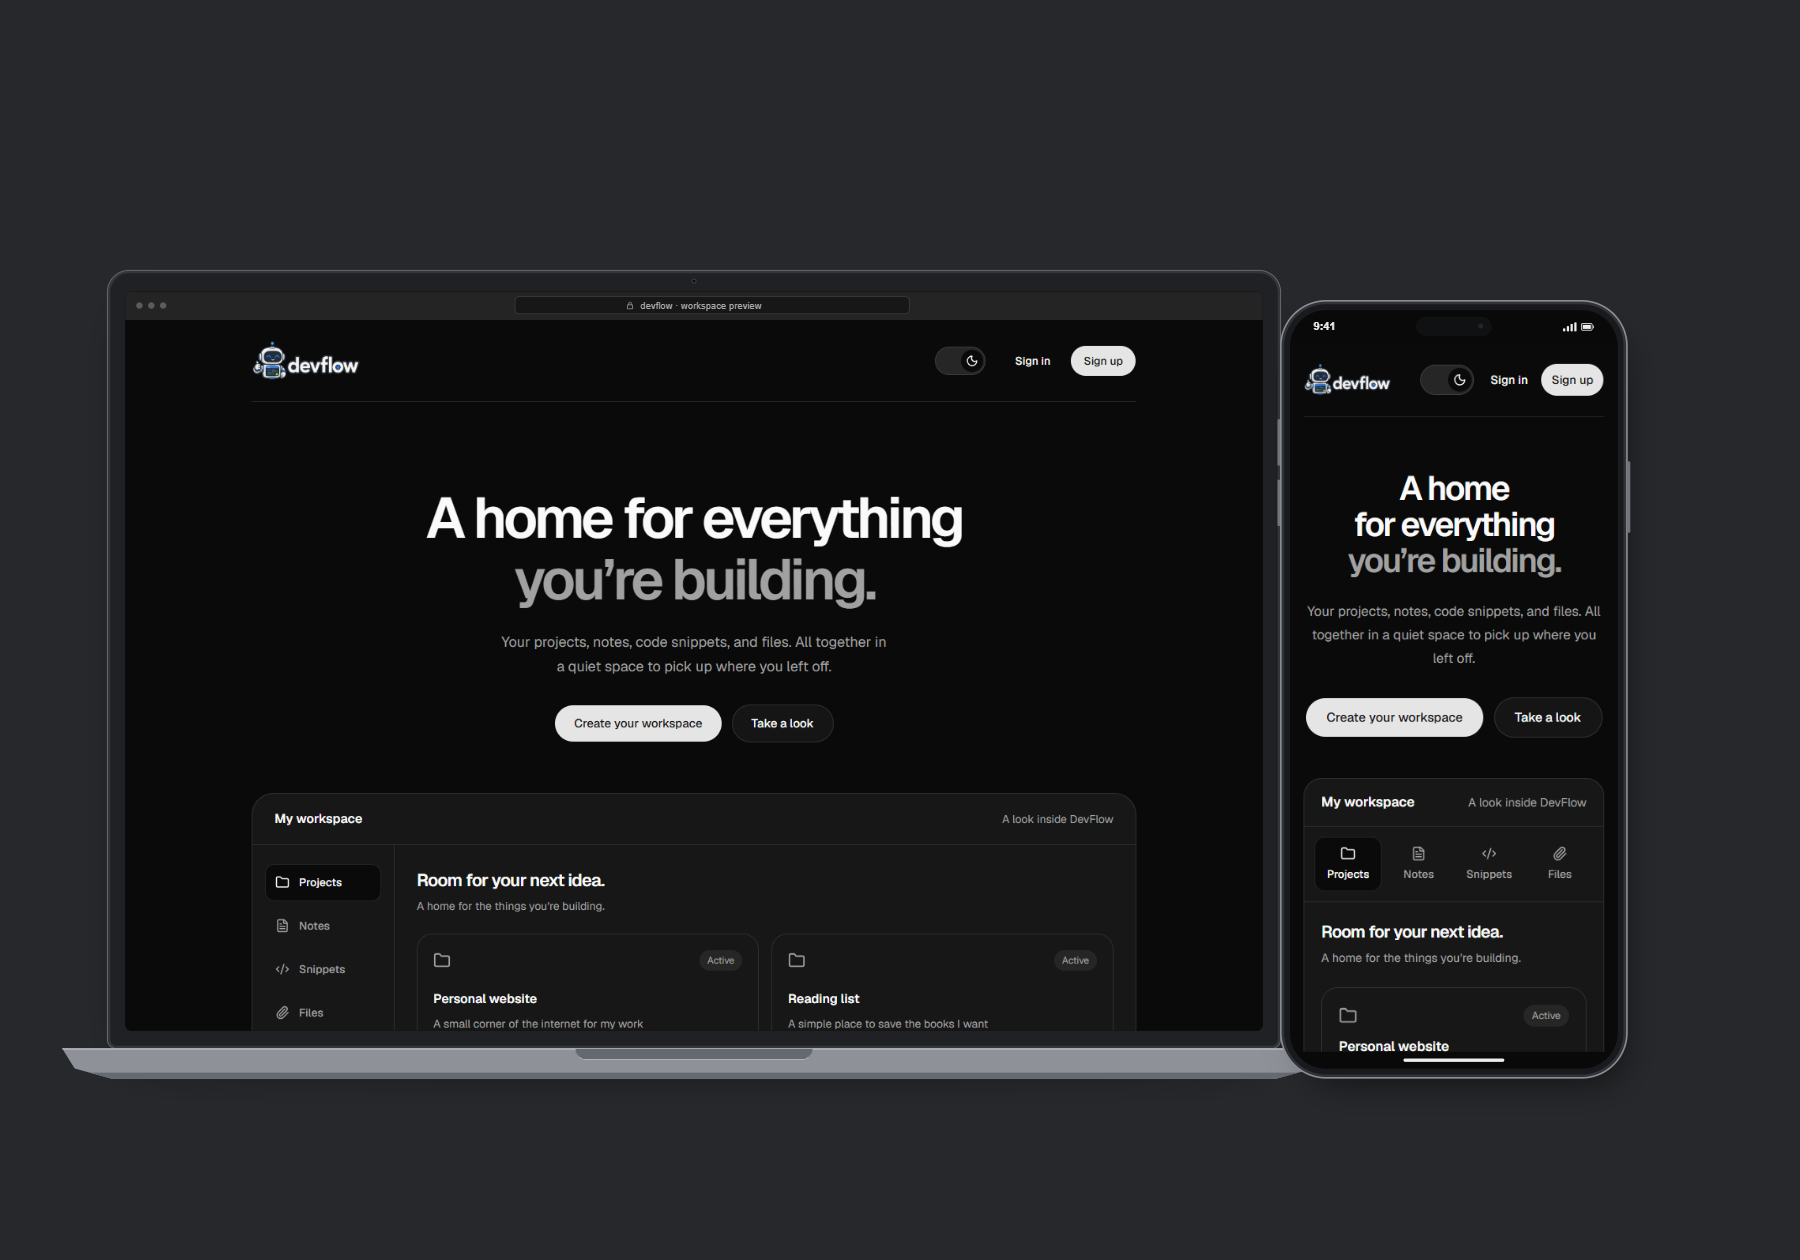 devflow · workspace preview
devflow
Sign in
Sign up
A home for everything
you’re building.
Your projects, notes, code snippets, and files. All together in
a quiet space to pick up where you left off.
Create your workspace
Take a look
My workspace
A look inside DevFlow
Projects
Notes
Snippets
Files
Room for your next idea.
A home for the things you're building.
Active
Personal website
A small corner of the internet for my work
Active
Reading list
A simple place to save the books I want
9:41
devflow
Sign in
Sign up
A home
for everything
you’re building.
Your projects, notes, code snippets, and files. All
together in a quiet space to pick up where you
left off.
Create your workspace
Take a look
My workspace
A look inside DevFlow
Projects
Notes
Snippets
Files
Room for your next idea.
A home for the things you're building.
Active
Personal website